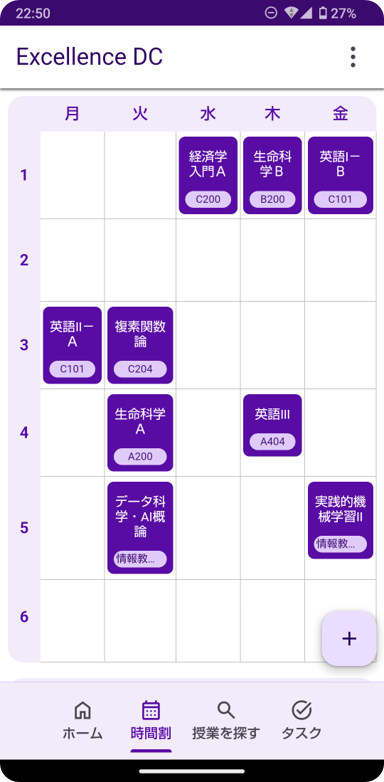 22:50
27%
Excellence DC
月 火 水 木 金
1
経済学
入門A
C200
生命科
学B
B200
英語I－
B
C101
2
3
英語II－
A
C101
複素関数
論
C204
4
生命科学
A
A200
英語III
A404
5
データ科
学・AI概
論
情報教...
実践的機
械学習II
情報教...
6
+
ホーム 時間割 授業を探す タスク